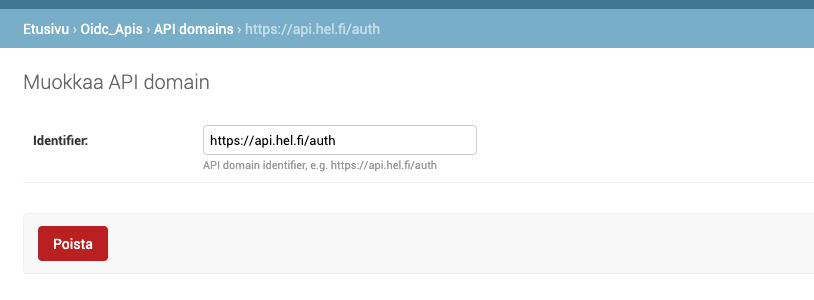 Etusivu › Oidc_Apis › API domains › https://api.hel.fi/auth
Muokkaa API domain
Identifier: https://api.hel.fi/auth
API domain identifier, e.g. https://api.hel.fi/auth
Poista